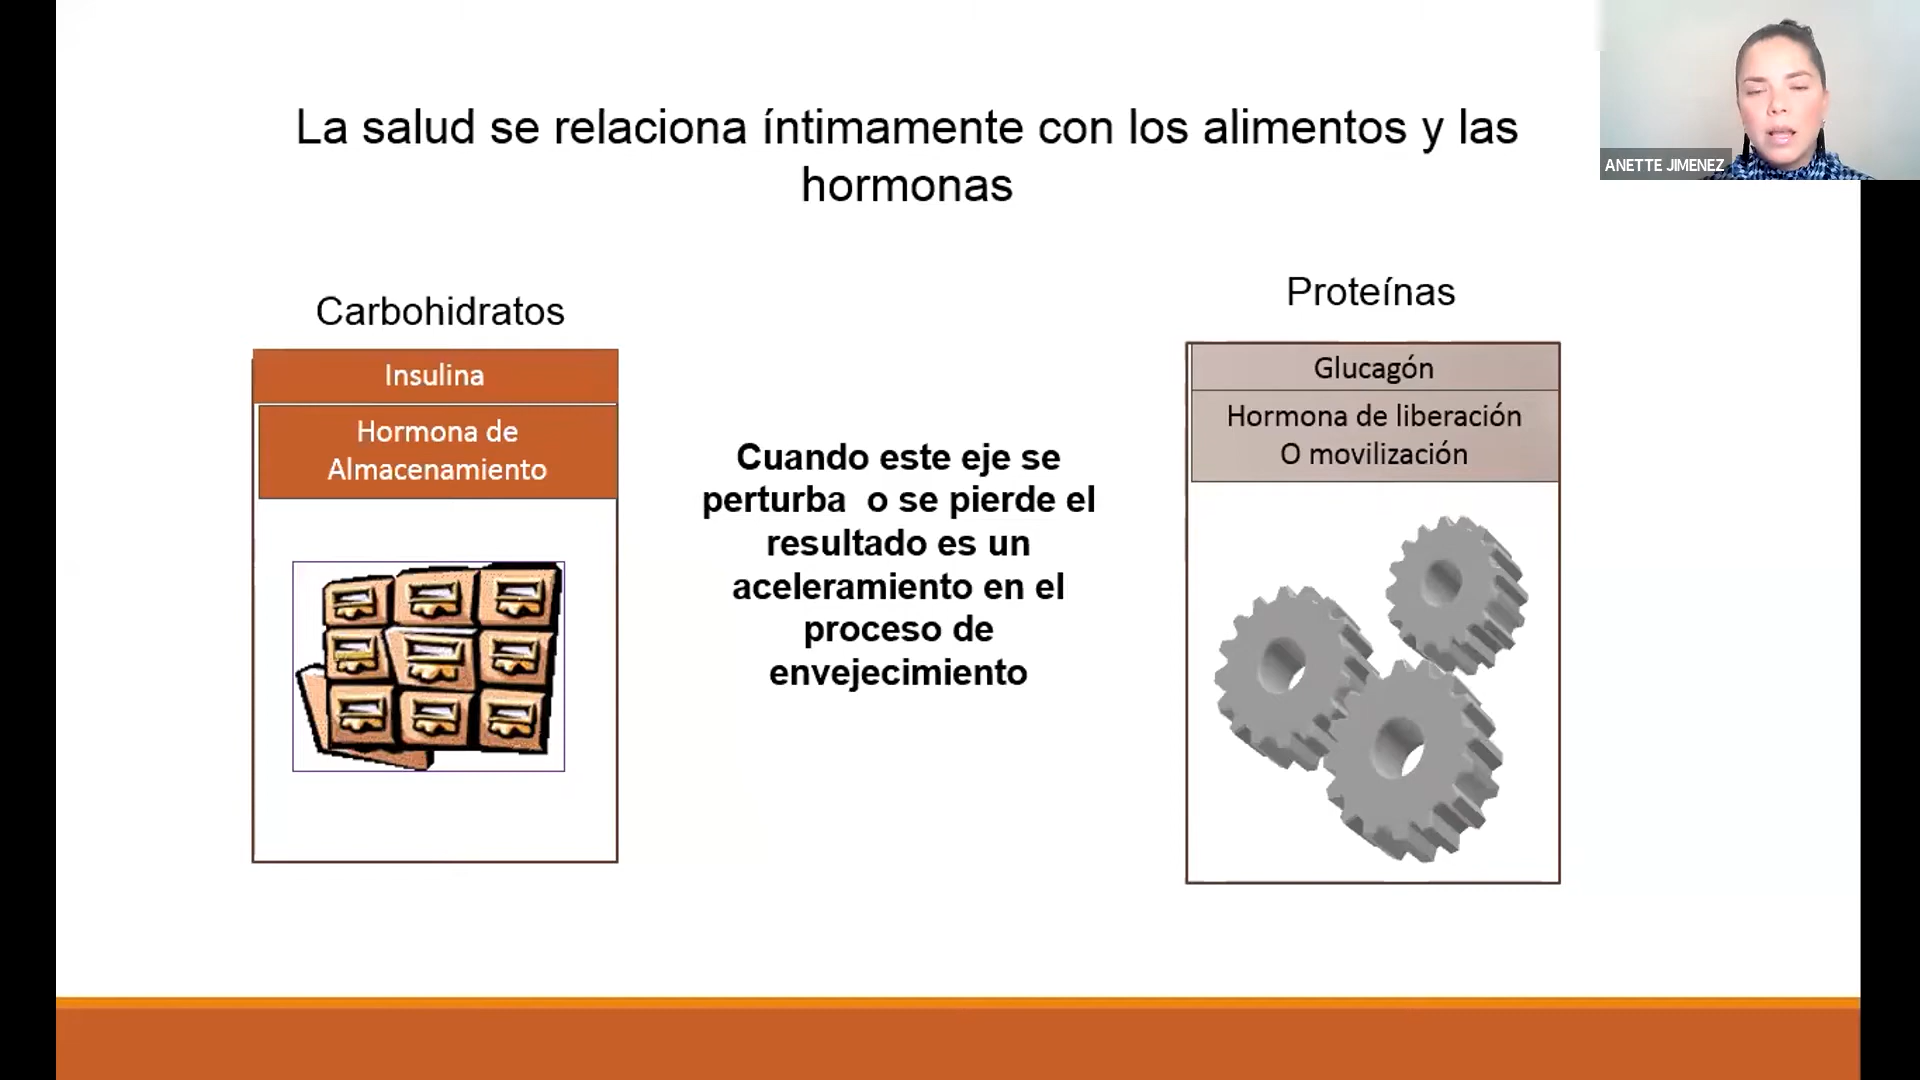 La salud se relaciona íntimamente con los alimentos y las
hormonas
ANETTE JIMENEZ
Carbohidratos
Insulina
Hormona de
Almacenamiento
Cuando este eje se
perturba  o se pierde el
resultado es un
aceleramiento en el
proceso de
envejecimiento
Proteínas
Glucagón
Hormona de liberación
O movilización